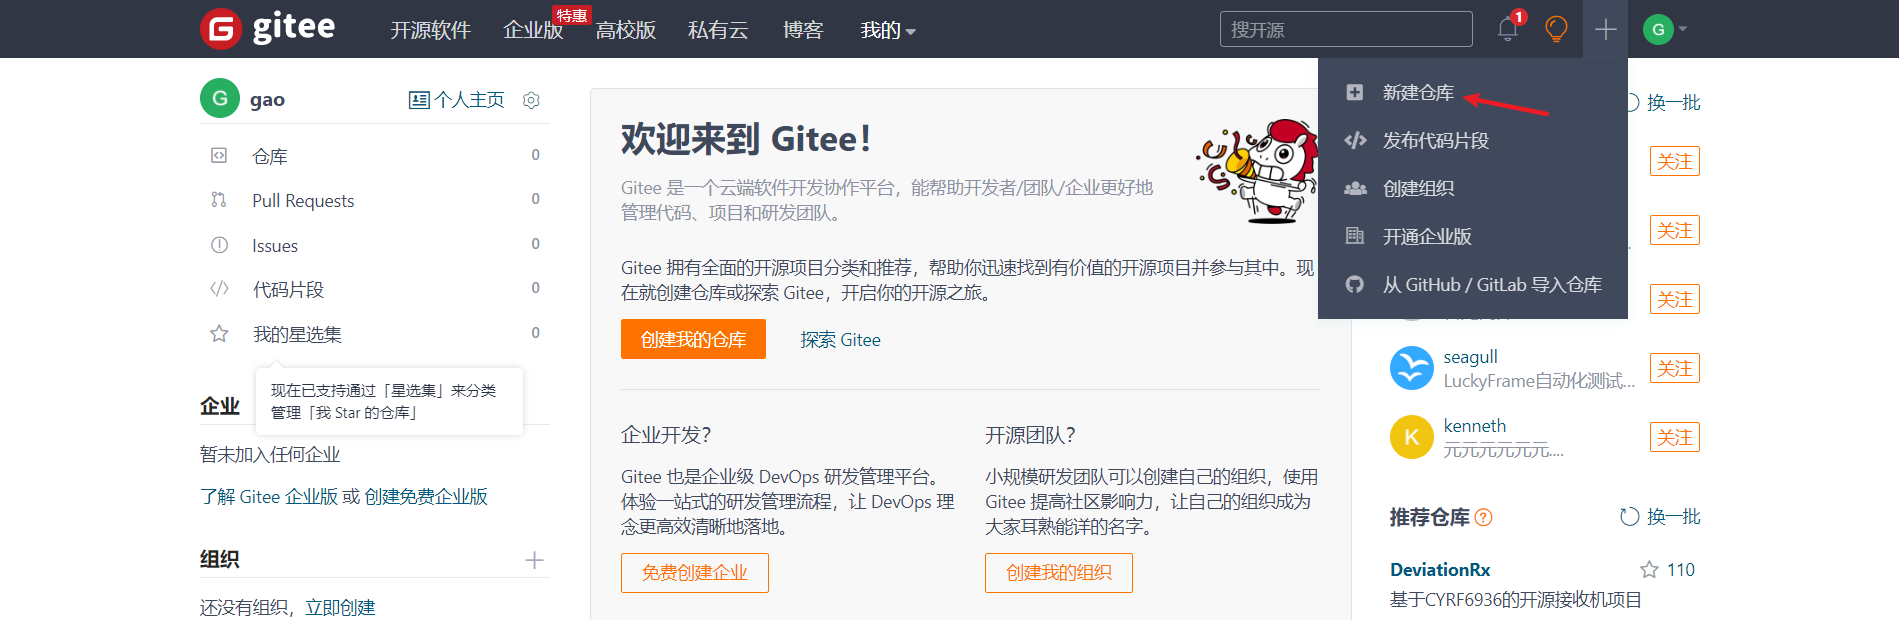 gitee
开源软件
企业版
特惠
高校版
私有云
博客
我的
搜开源
1
G
G
gao
个人主页
仓库 0
Pull Requests 0
Issues 0
代码片段 0
我的星选集 0
现在已支持通过「星选集」来分类
管理「我 Star 的仓库」
企业
暂未加入任何企业
了解 Gitee 企业版 或 创建免费企业版
组织
还没有组织，立即创建
欢迎来到 Gitee！
Gitee 是一个云端软件开发协作平台，能帮助开发者/团队/企业更好地
管理代码、项目和研发团队。
Gitee 拥有全面的开源项目分类和推荐，帮助你迅速找到有价值的开源项目并参与其中。现
在就创建仓库或探索 Gitee，开启你的开源之旅。
创建我的仓库
探索 Gitee
企业开发？
Gitee 也是企业级 DevOps 研发管理平台。
体验一站式的研发管理流程，让 DevOps 理
念更高效清晰地落地。
免费创建企业
开源团队？
小规模研发团队可以创建自己的组织，使用
Gitee 提高社区影响力，让自己的组织成为
大家耳熟能详的名字。
创建我的组织
新建仓库
发布代码片段
创建组织
开通企业版
从 GitHub / GitLab 导入仓库
换一批
关注
关注
关注
seagull
LuckyFrame自动化测试...
关注
K
kenneth
元元元元元元....
关注
推荐仓库
换一批
DeviationRx
110
基于CYRF6936的开源接收机项目